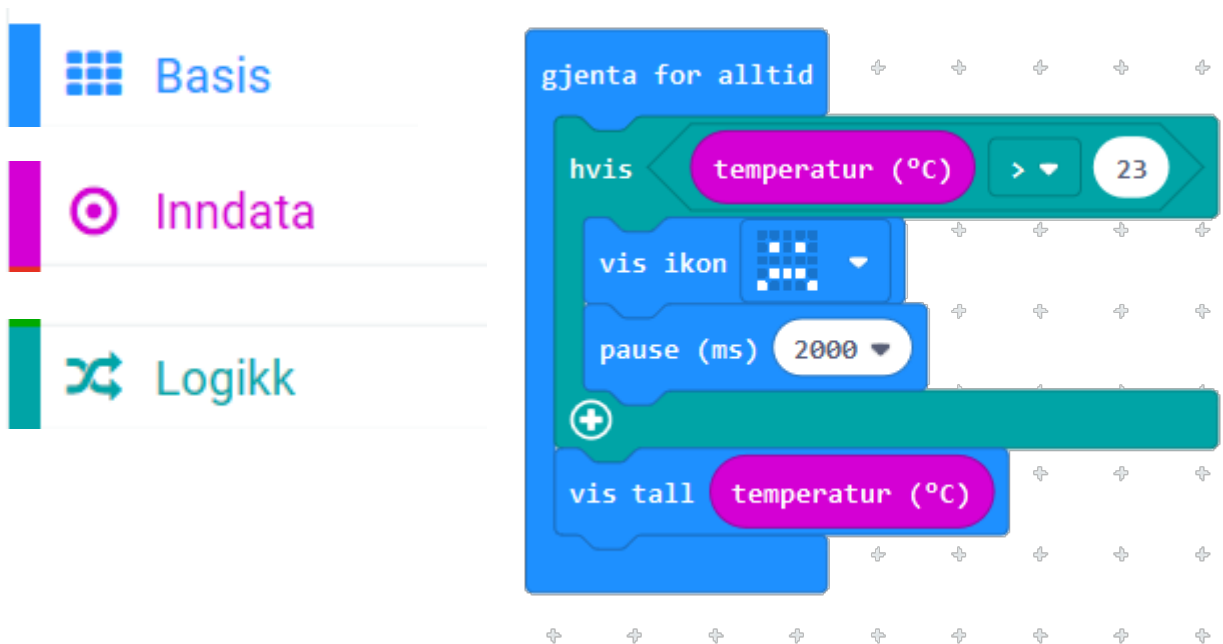 Basis
Inndata
Logikk
gjenta for alltid
hvis temperatur (°C) > 23
vis ikon
pause (ms) 2000
vis tall temperatur (°C)